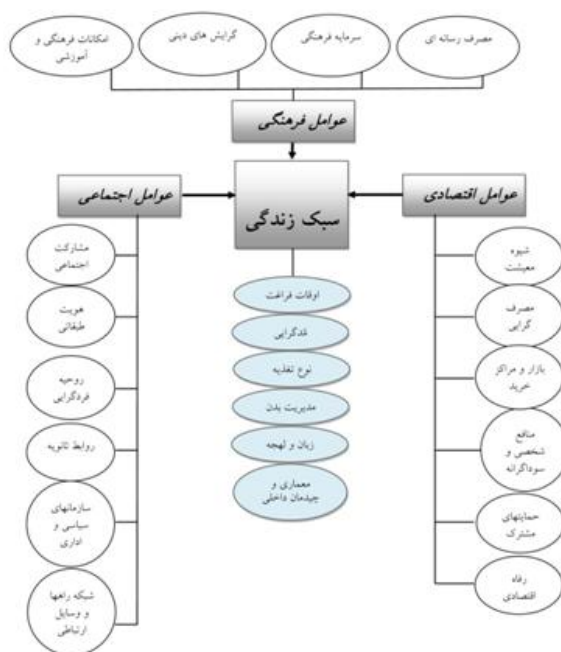 مصرف رسانه ای
سرمایه فرهنگی
گرایش های دینی
امکانات فرهنگی و
آموزشی
عوامل فرهنگی
عوامل اقتصادی
سبک زندگی
عوامل اجتماعی
شیوه
معیشت
مصرف
گرایی
بازار و مراکز
خرید
منافع
شخصی و
سوداگرانه
حمایتهای
مشترک
رفاه
اقتصادی
اوقات فراغت
مُدگرایی
نوع تغذیه
مدیریت بدن
زبان و لهجه
معماری و
چیدمان داخلی
مشارکت
اجتماعی
هویت
طبقاتی
روحیه
فردگرایی
روابط ثانویه
سازمانهای
سیاسی و
اداری
شبکه راهها
و وسایل
ارتباطی